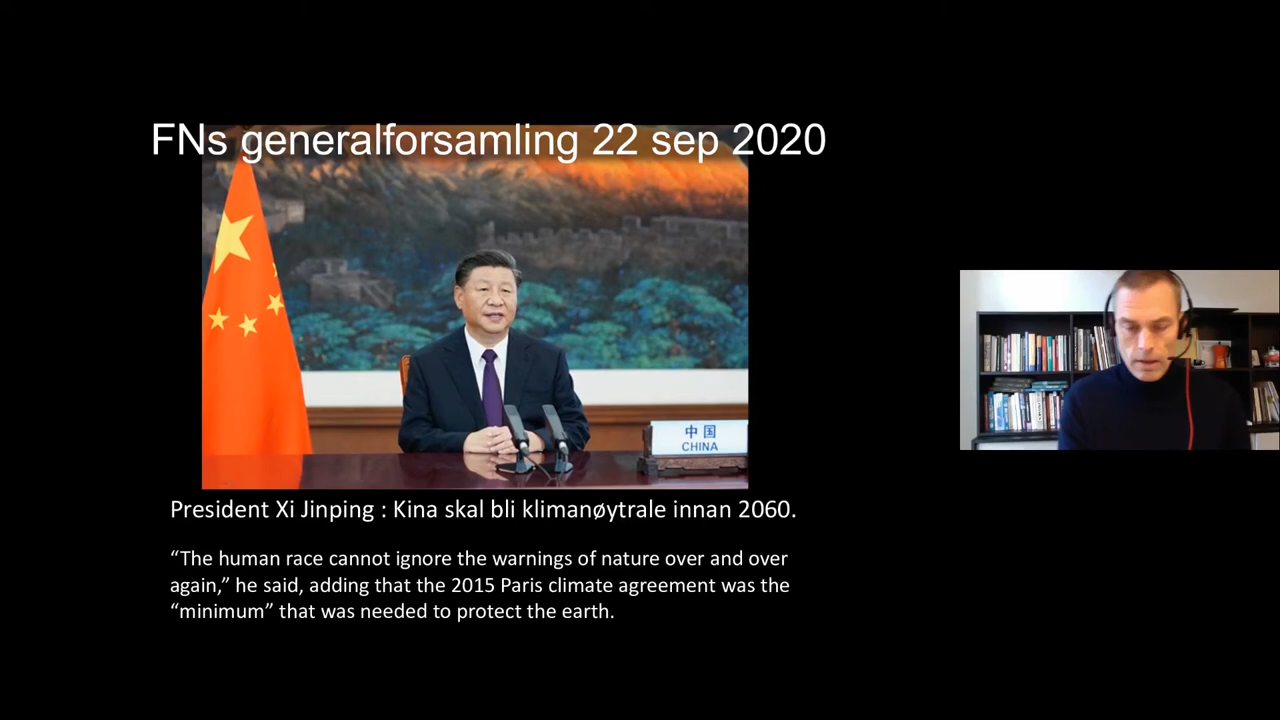 FNs generalforsamling 22 sep 2020
中国
CHINA
President Xi Jinping : Kina skal bli klimanøytrale innan 2060.
“The human race cannot ignore the warnings of nature over and over
again,” he said, adding that the 2015 Paris climate agreement was the
“minimum” that was needed to protect the earth.